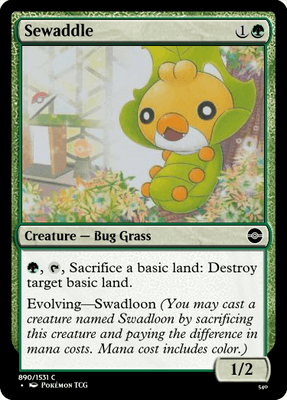 Sewaddle 1
Creature — Bug Grass
, , Sacrifice a basic land: Destroy
target basic land.
Evolving—Swadloon (You may cast a
creature named Swadloon by sacrificing
this creature and paying the difference in
mana costs. Mana cost includes color.)
1/2
890/1531 C
• Pokémon TCG